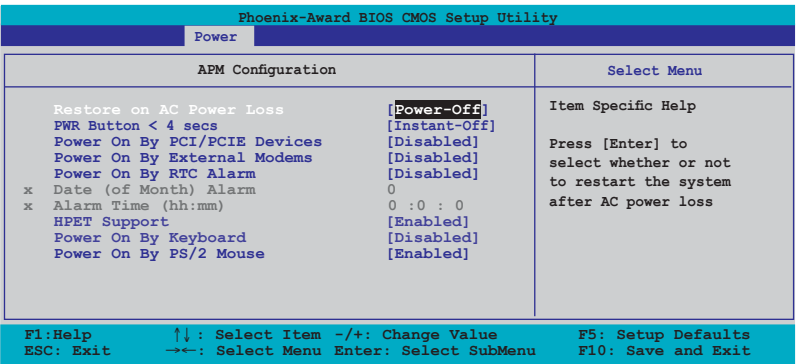 Phoenix-Award BIOS CMOS Setup Utility
Power
APM Configuration
Select Menu
Restore on AC Power Loss [Power-Off]
PWR Button < 4 secs [Instant-Off]
Power On By PCI/PCIE Devices [Disabled]
Power On By External Modems [Disabled]
Power On By RTC Alarm [Disabled]
x Date (of Month) Alarm 0
x Alarm Time (hh:mm) 0 :0 : 0
HPET Support [Enabled]
Power On By Keyboard [Disabled]
Power On By PS/2 Mouse [Enabled]
Item Specific Help
Press [Enter] to
select whether or not
to restart the system
after AC power loss
F1:Help ↑↓: Select Item -/+: Change Value F5: Setup Defaults
ESC: Exit →←: Select Menu Enter: Select SubMenu F10: Save and Exit